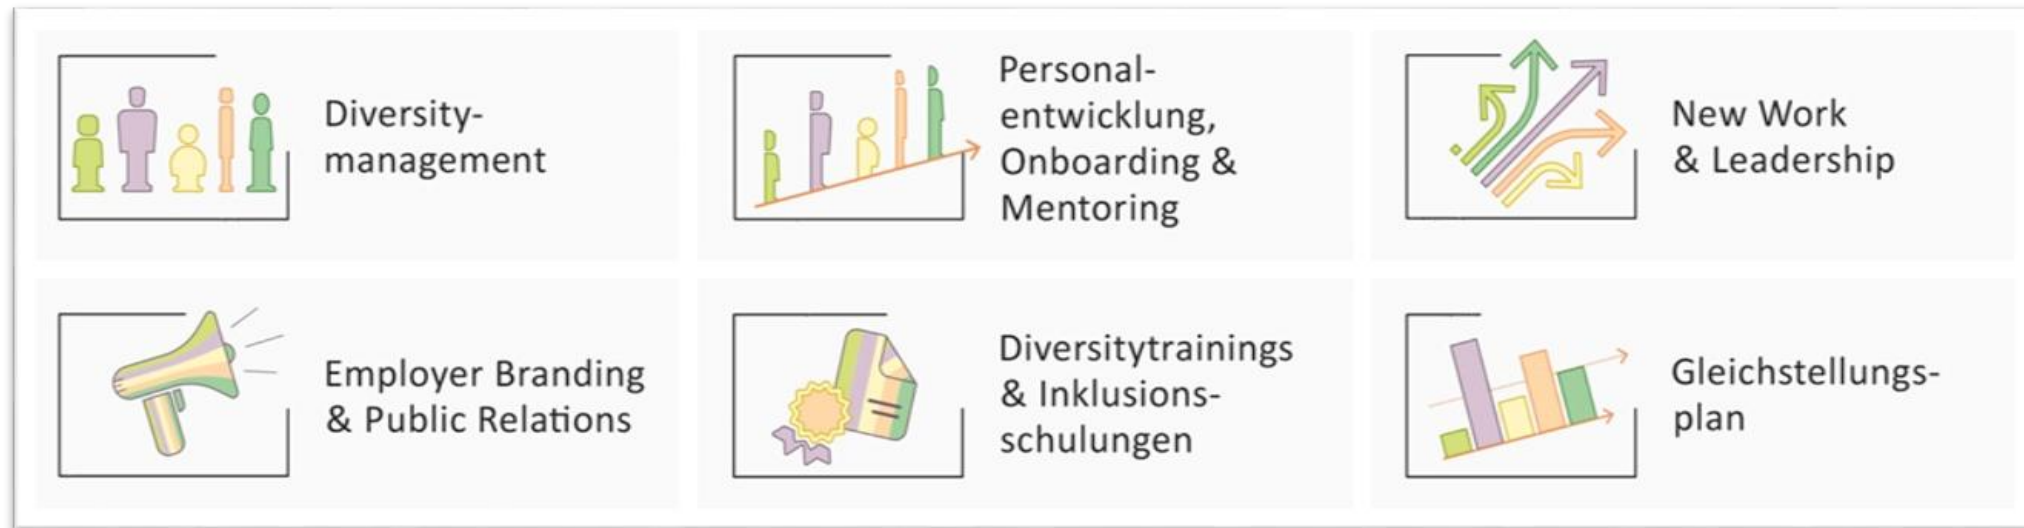 Diversity-
management
Personal-
entwicklung,
Onboarding &
Mentoring
New Work
& Leadership
Employer Branding
& Public Relations
Diversitytrainings
& Inklusions-
schulungen
Gleichstellungs-
plan